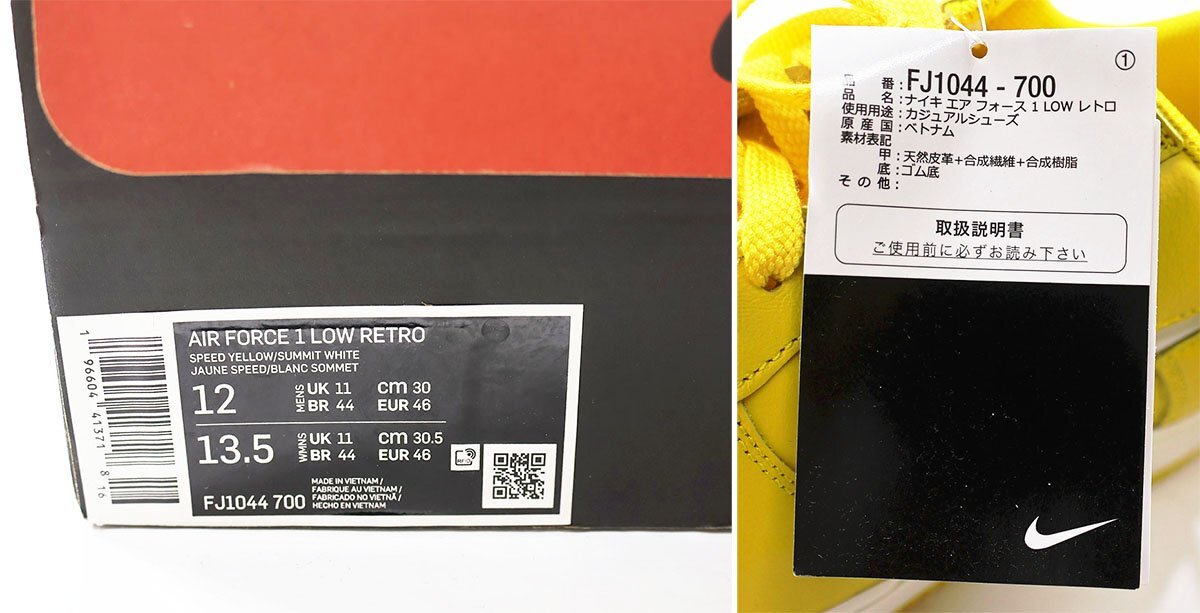 1 96604 41371 8 16
AIR FORCE 1 LOW RETRO
SPEED YELLOW/SUMMIT WHITE
JAUNE SPEED/BLANC SOMMET
12 MENS UK 11 CM 30
BR 44 EUR 46
13.5 WMNS UK 11 CM 30.5
BR 44 EUR 46
RFID
FJ1044 700
MADE IN VIETNAM /
FABRIQUE AU VIETNAM /
FABRICADO NO VIETNÃ /
HECHO EN VIETNAM
①
品 番 : FJ1044 - 700
品 名 : ナイキ エア フォース 1 LOW レトロ
使用用途 : カジュアルシューズ
原 産 国 : ベトナム
素材表記
甲 : 天然皮革+合成繊維+合成樹脂
底 : ゴム底
そ の 他 :
取扱説明書
ご使用前に必ずお読み下さい